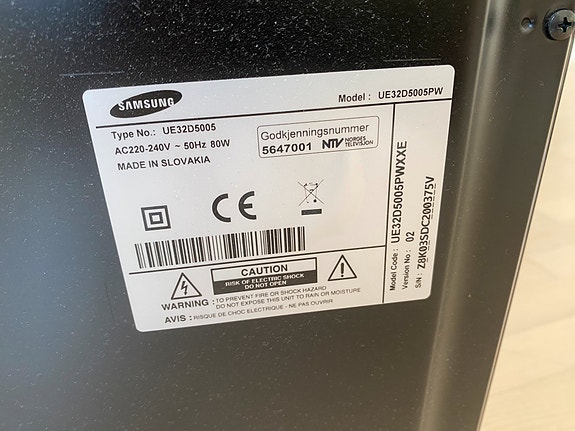 SAMSUNG
Model : UE32D5005PW
Type No.: UE32D5005
AC220-240V ~ 50Hz 80W
MADE IN SLOVAKIA
Godkjenningsnummer
5647001 NTV NORGES
TELEVISJON
CE
CAUTION
RISK OF ELECTRIC SHOCK
DO NOT OPEN
WARNING : TO PREVENT FIRE OR SHOCK HAZARD
DO NOT EXPOSE THIS UNIT TO RAIN OR MOISTURE
AVIS : RISQUE DE CHOC ELECTRIQUE - NE PAS OUVRIR
Model Code : UE32D5005PWXXE
Version No : 02
S/N : Z8K03SDC200375V